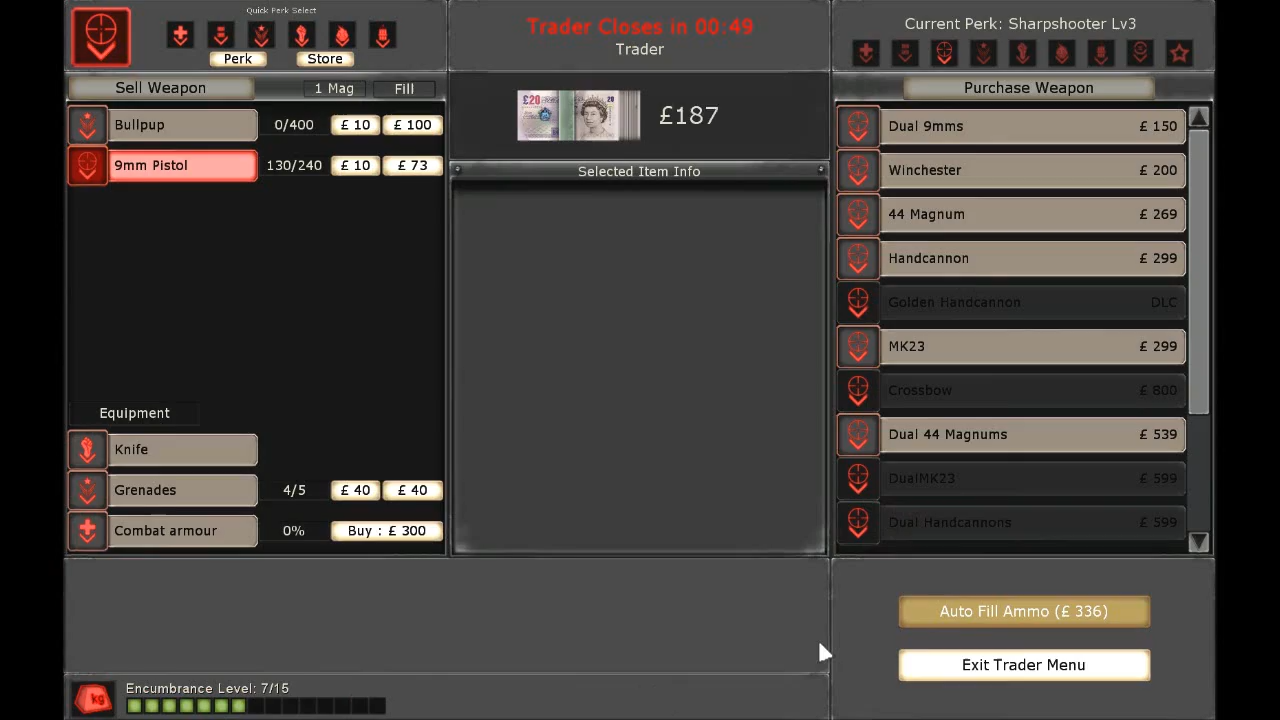 Quick Perk Select
Perk
Store
Trader Closes in 00:49
Trader
Current Perk: Sharpshooter Lv3
Sell Weapon
1 Mag
Fill
Bullpup
0/400
£ 10
£ 100
9mm Pistol
130/240
£ 10
£ 73
Equipment
Knife
Grenades
4/5
£ 40
£ 40
Combat armour
0%
Buy : £ 300
£20
20
£187
Selected Item Info
Purchase Weapon
Dual 9mms £ 150
Winchester £ 200
44 Magnum £ 269
Handcannon £ 299
Golden Handcannon DLC
MK23 £ 299
Crossbow £ 800
Dual 44 Magnums £ 539
DualMK23 £ 599
Dual Handcannons £ 599
Auto Fill Ammo (£ 336)
Exit Trader Menu
kg
Encumbrance Level: 7/15